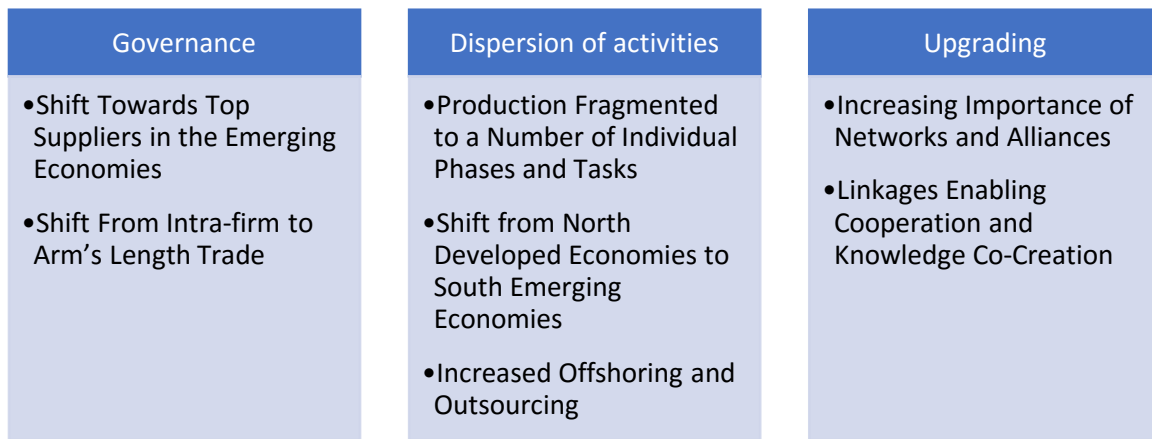 Governance
•Shift Towards Top
Suppliers in the Emerging
Economies
•Shift From Intra-firm to
Arm’s Length Trade
Dispersion of activities
•Production Fragmented
to a Number of Individual
Phases and Tasks
•Shift from North
Developed Economies to
South Emerging
Economies
•Increased Offshoring and
Outsourcing
Upgrading
•Increasing Importance of
Networks and Alliances
•Linkages Enabling
Cooperation and
Knowledge Co-Creation